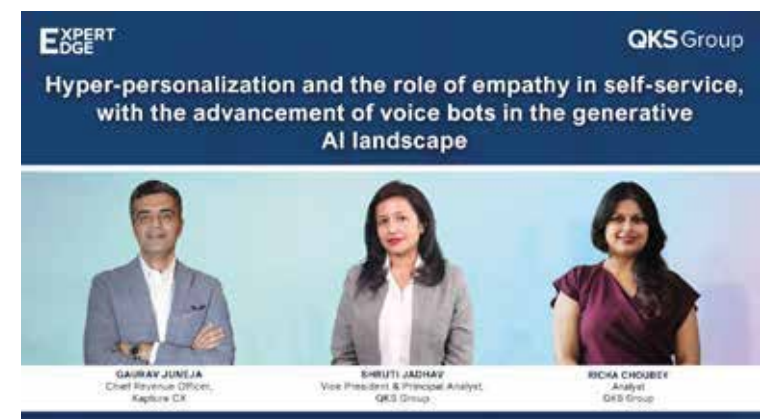 EXPERT
EDGE
QKS Group
Hyper-personalization and the role of empathy in self-service,
with the advancement of voice bots in the generative
AI landscape
GAURAV JUNEJA
Chief Revenue Officer,
Kapture CX
SHRUTI JADHAV
Vice President & Principal Analyst,
QKS Group
RICHA CHOUBEY
Analyst
QKS Group